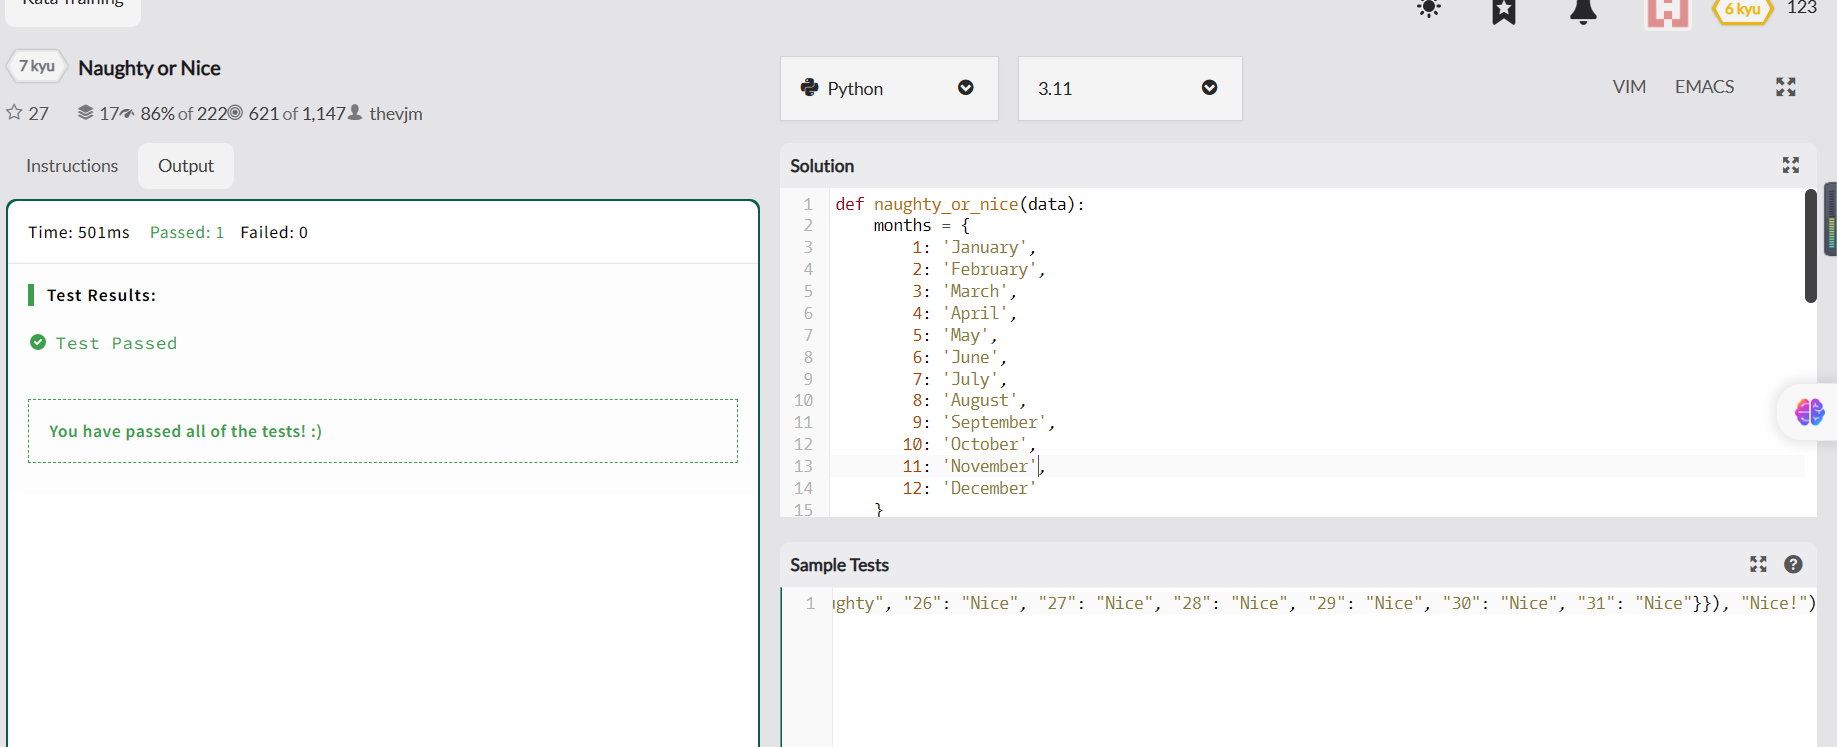 Kata Training
6 kyu 123
7 kyu Naughty or Nice
27 17 86% of 222 621 of 1,147 thevjm
Python
3.11
VIM EMACS
Instructions Output
Time: 501ms Passed: 1 Failed: 0
Test Results:
Test Passed
You have passed all of the tests! :)
Solution
1 def naughty_or_nice(data):
2 months = {
3 1: 'January',
4 2: 'February',
5 3: 'March',
6 4: 'April',
7 5: 'May',
8 6: 'June',
9 7: 'July',
10 8: 'August',
11 9: 'September',
12 10: 'October',
13 11: 'November',
14 12: 'December'
15 }
Sample Tests
1 ughty", "26": "Nice", "27": "Nice", "28": "Nice", "29": "Nice", "30": "Nice", "31": "Nice"}}), "Nice!")